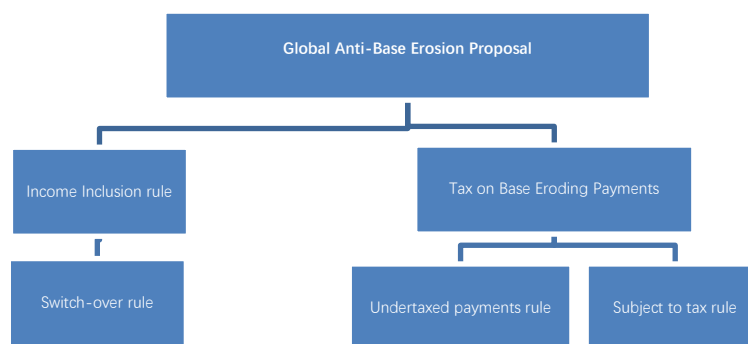 Global Anti-Base Erosion Proposal
Income Inclusion rule
Tax on Base Eroding Payments
Switch-over rule
Undertaxed payments rule
Subject to tax rule